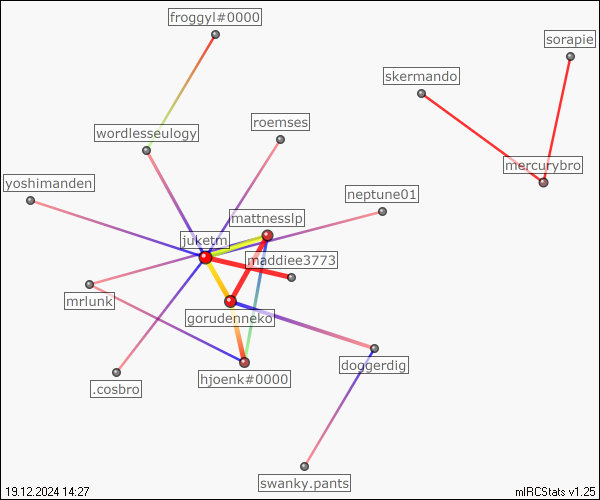 froggyl#0000
sorapie
skermando
roemses
wordlesseulogy
mercurybro
yoshimanden
neptune01
mattnesslp
juketm
maddiee3773
mrlunk
gorudenneko
doggerdig
hjoenk#0000
.cosbro
swanky.pants
19.12.2024 14:27
mIRCStats v1.25